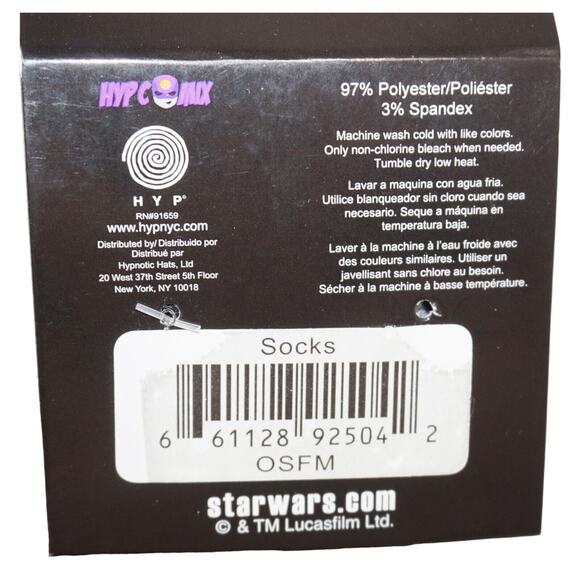 HYP COMIX
HYP®
RN#91659
www.hypnyc.com
Distributed by/ Distribuido por
Distribué par
Hypnotic Hats, Ltd
20 West 37th Street 5th Floor
New York, NY 10018
97% Polyester/Poliéster
3% Spandex
Machine wash cold with like colors.
Only non-chlorine bleach when needed.
Tumble dry low heat.
Lavar a maquina con agua fria.
Utilice blanqueador sin cloro cuando sea
necesario. Seque a máquina en
temperatura baja.
Laver à la machine à l'eau froide avec
des couleurs similaires. Utiliser un
javellisant sans chlore au besoin.
Sécher à la machine à basse température.
Socks
6 61128 92504 2
OSFM
starwars.com
© & TM Lucasfilm Ltd.